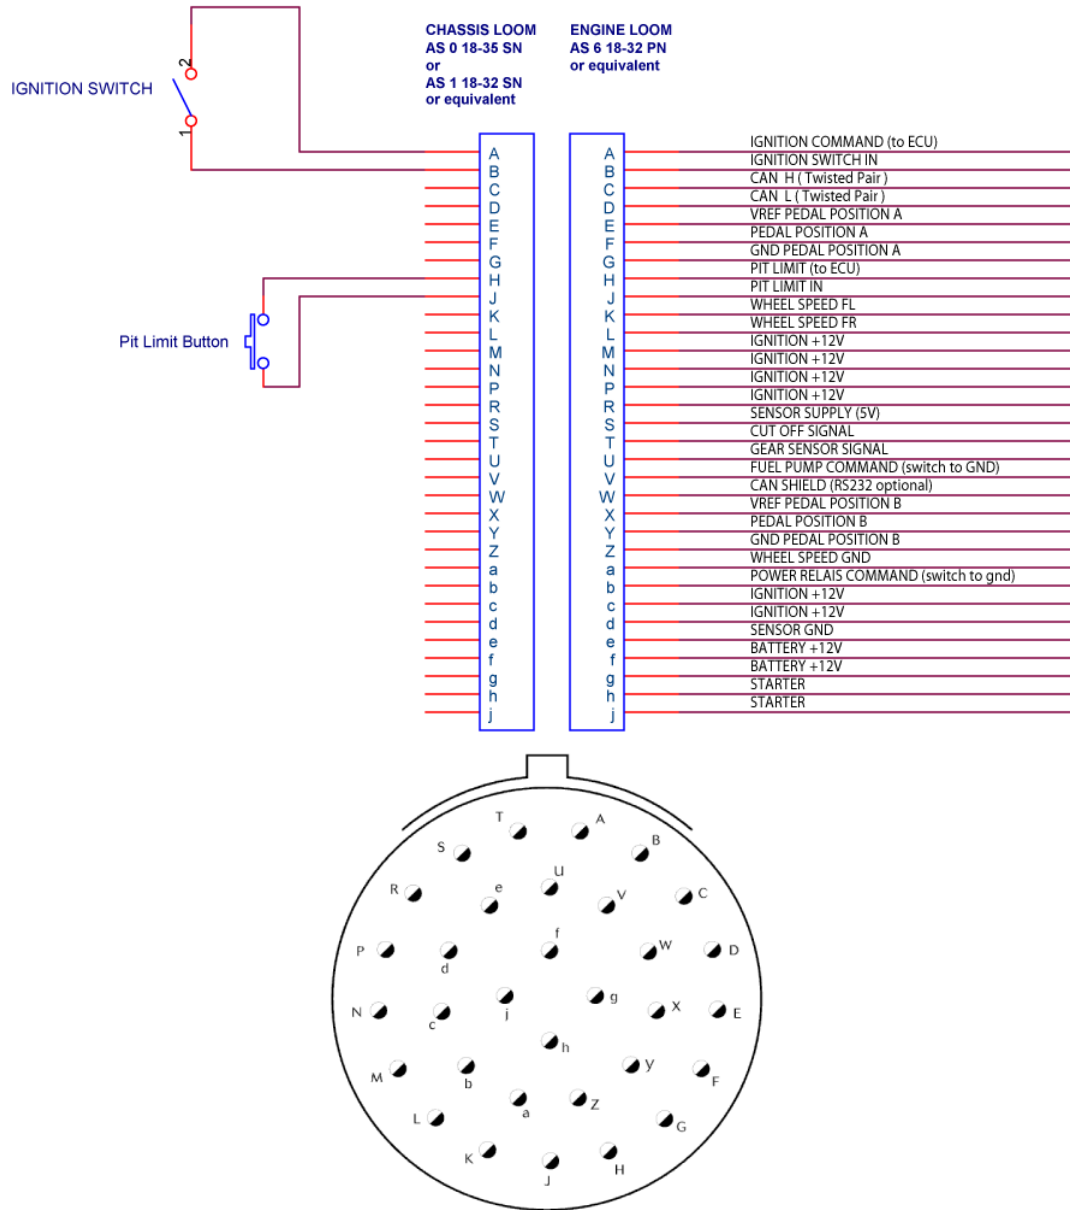 CHASSIS LOOM
AS 0 18-35 SN
or
AS 1 18-32 SN
or equivalent
ENGINE LOOM
AS 6 18-32 PN
or equivalent
IGNITION SWITCH
2
1
Pit Limit Button
A A IGNITION COMMAND (to ECU)
B B IGNITION SWITCH IN
C C CAN H ( Twisted Pair )
D D CAN L ( Twisted Pair )
E E VREF PEDAL POSITION A
F F PEDAL POSITION A
G G GND PEDAL POSITION A
H H PIT LIMIT (to ECU)
J J PIT LIMIT IN
K K WHEEL SPEED FL
L L WHEEL SPEED FR
M M IGNITION +12V
N N IGNITION +12V
P P IGNITION +12V
R R IGNITION +12V
S S SENSOR SUPPLY (5V)
T T CUT OFF SIGNAL
U U GEAR SENSOR SIGNAL
V V FUEL PUMP COMMAND (switch to GND)
W W CAN SHIELD (RS232 optional)
X X VREF PEDAL POSITION B
Y Y PEDAL POSITION B
Z Z GND PEDAL POSITION B
a a WHEEL SPEED GND
b b POWER RELAIS COMMAND (switch to gnd)
c c IGNITION +12V
d d IGNITION +12V
e e SENSOR GND
f f BATTERY +12V
g g BATTERY +12V
h h STARTER
j j STARTER
T A
S B
U
R e V C
f
P d W D
N c j g X E
h
M b y F
L a Z G
K J H